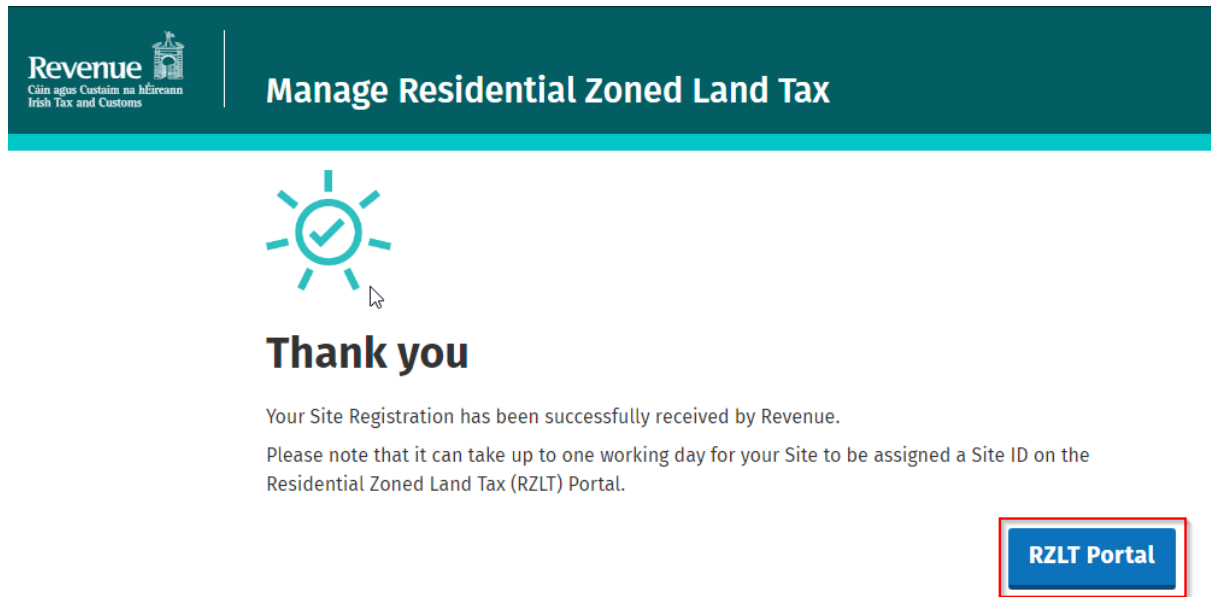 Revenue
Cáin agus Custaim na hÉireann
Irish Tax and Customs
Manage Residential Zoned Land Tax
Thank you
Your Site Registration has been successfully received by Revenue.
Please note that it can take up to one working day for your Site to be assigned a Site ID on the
Residential Zoned Land Tax (RZLT) Portal.
RZLT Portal